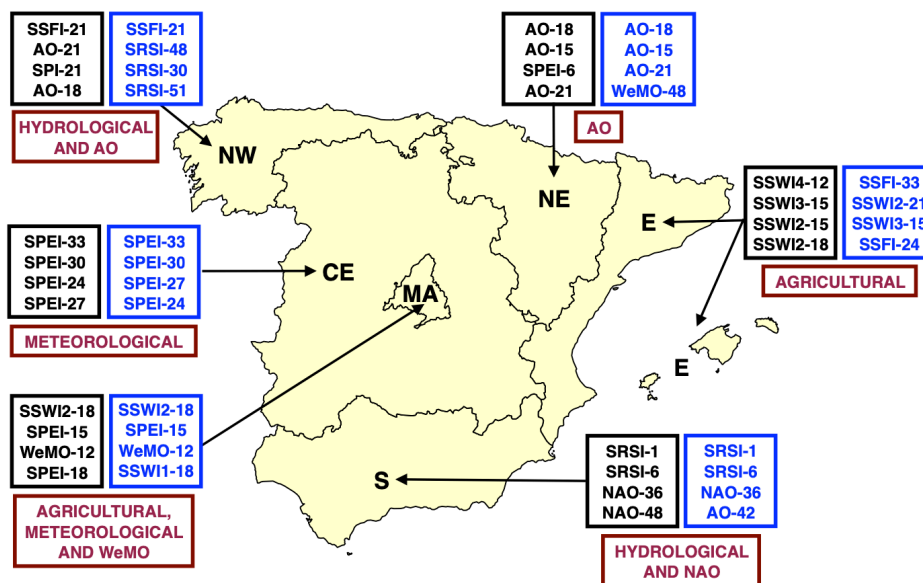 SSFI-21
AO-21
SPI-21
AO-18
SSFI-21
SRSI-48
SRSI-30
SRSI-51
HYDROLOGICAL
AND AO
AO-18
AO-15
SPEI-6
AO-21
AO-18
AO-15
AO-21
WeMO-48
AO
NW
NE
E
SSWI4-12
SSWI3-15
SSWI2-15
SSWI2-18
SSFI-33
SSWI2-21
SSWI3-15
SSFI-24
AGRICULTURAL
SPEI-33
SPEI-30
SPEI-24
SPEI-27
SPEI-33
SPEI-30
SPEI-27
SPEI-24
METEOROLOGICAL
CE
MA
E
SSWI2-18
SPEI-15
WeMO-12
SPEI-18
SSWI2-18
SPEI-15
WeMO-12
SSWI1-18
AGRICULTURAL,
METEOROLOGICAL
AND WeMO
S
SRSI-1
SRSI-6
NAO-36
NAO-48
SRSI-1
SRSI-6
NAO-36
AO-42
HYDROLOGICAL
AND NAO